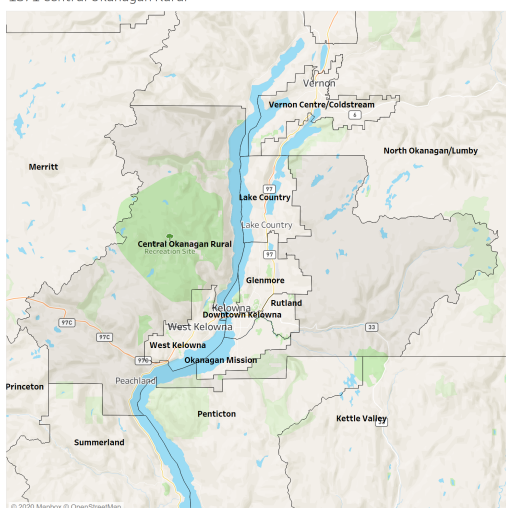 Vernon
Vernon Centre/Coldstream
6
North Okanagan/Lumby
Merritt
97
Lake Country
Lake Country
Central Okanagan Rural
Recreation Site
97
Glenmore
Rutland
Kelowna
Downtown Kelowna
97C
West Kelowna
33
97C
West Kelowna
97C
Okanagan Mission
Peachland
Princeton
Penticton
Kettle Valley
33
Summerland
© 2020 Mapbox © OpenStreetMap